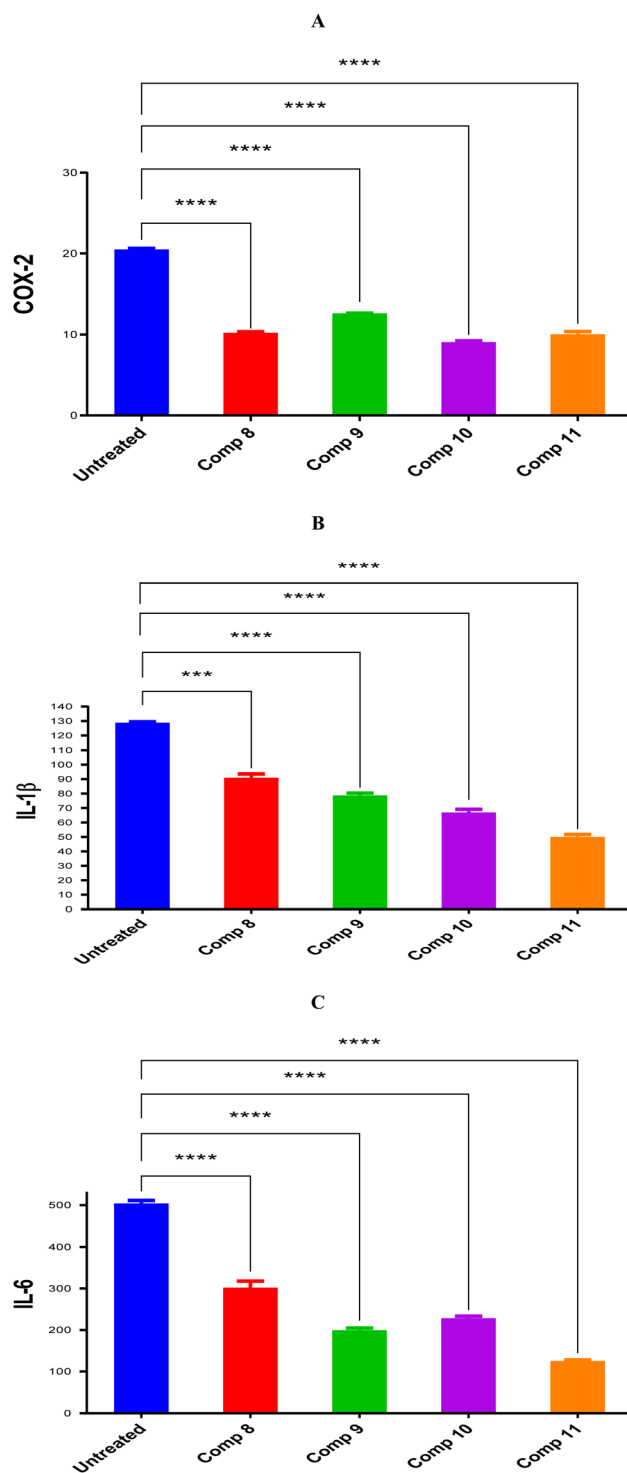 A
****
****
****
****
30
20
10
0
COX-2
Untreated
Comp 8
Comp 9
Comp 10
Comp 11
B
****
****
****
***
140
130
120
110
100
90
80
70
60
50
40
30
20
10
0
IL-1β
Untreated
Comp 8
Comp 9
Comp 10
Comp 11
C
****
****
****
****
500
400
300
200
100
0
IL-6
Untreated
Comp 8
Comp 9
Comp 10
Comp 11